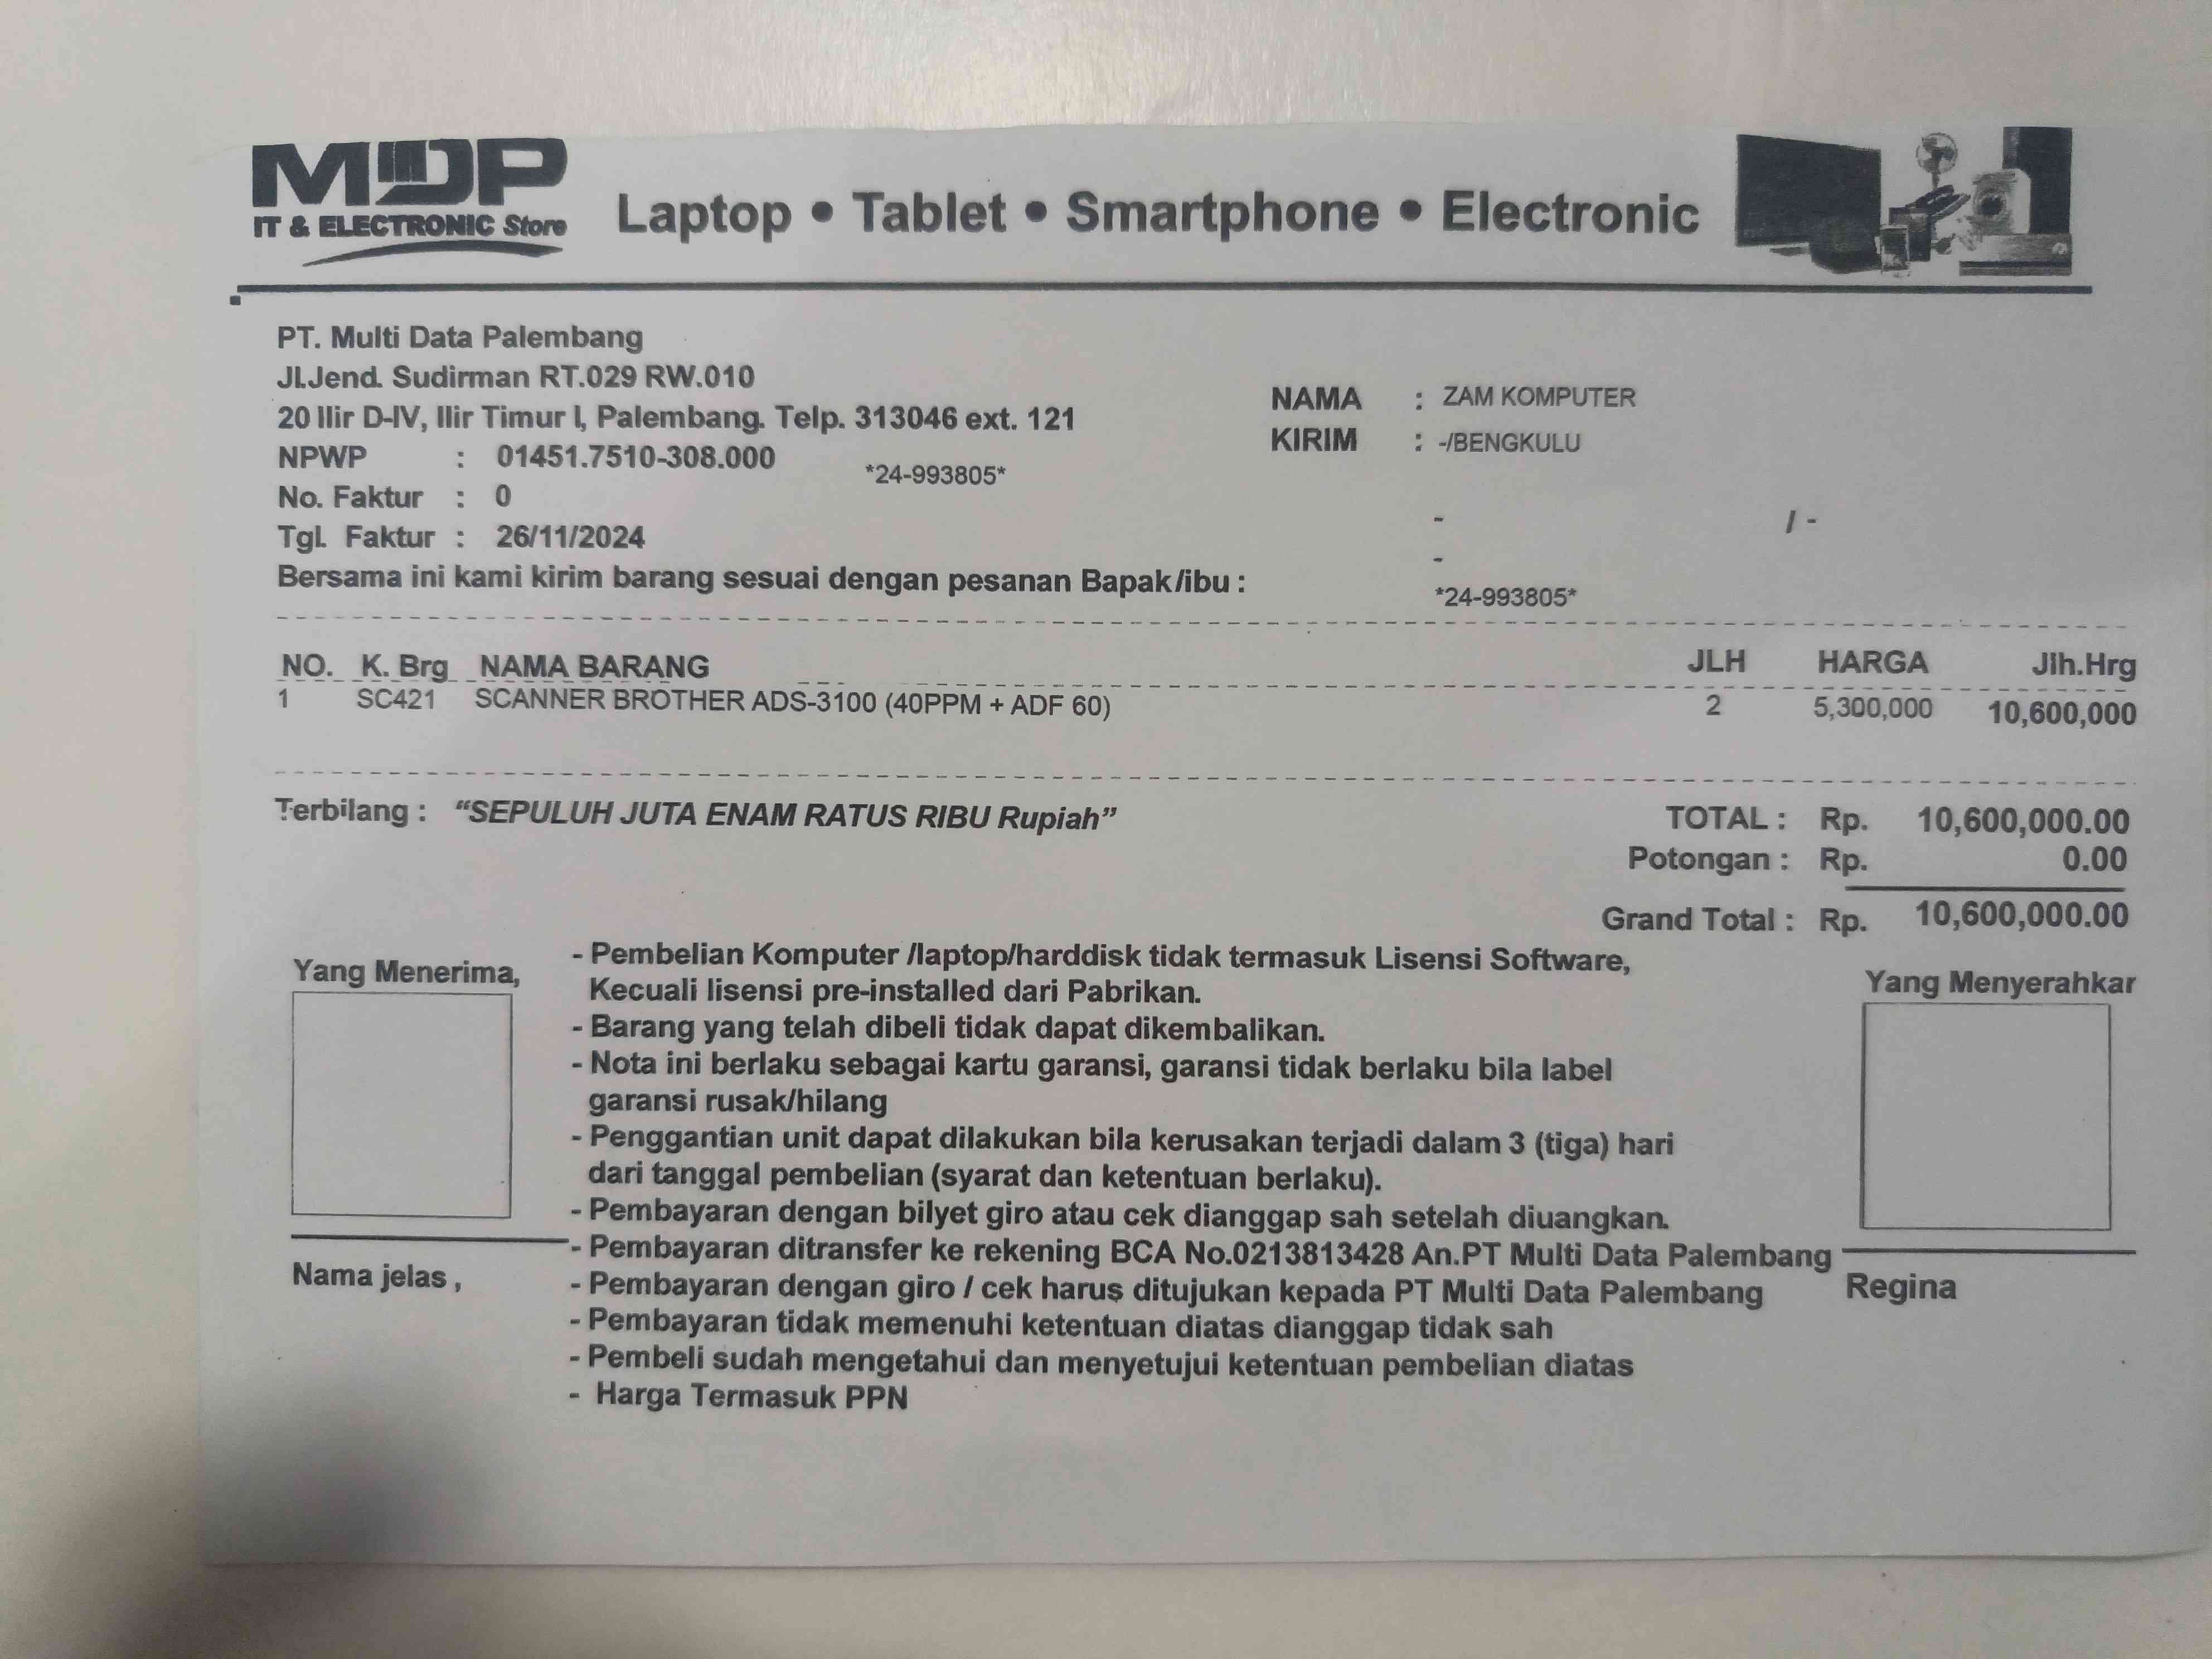 MDP
IT & ELECTRONIC Store
Laptop • Tablet • Smartphone • Electronic
PT. Multi Data Palembang
Jl.Jend. Sudirman RT.029 RW.010
20 Ilir D-IV, Ilir Timur I, Palembang. Telp. 313046 ext. 121
NPWP : 01451.7510-308.000
*24-993805*
No. Faktur : 0
Tgl. Faktur : 26/11/2024
Bersama ini kami kirim barang sesuai dengan pesanan Bapak/ibu :
NAMA : ZAM KOMPUTER
KIRIM : -/BENGKULU
- / -
-
*24-993805*
NO. K. Brg NAMA BARANG JLH HARGA Jlh.Hrg
1 SC421 SCANNER BROTHER ADS-3100 (40PPM + ADF 60) 2 5,300,000 10,600,000
Terbilang : “SEPULUH JUTA ENAM RATUS RIBU Rupiah”
TOTAL : Rp. 10,600,000.00
Potongan : Rp. 0.00
Grand Total : Rp. 10,600,000.00
Yang Menerima,
Nama jelas ,
- Pembelian Komputer /laptop/harddisk tidak termasuk Lisensi Software,
Kecuali lisensi pre-installed dari Pabrikan.
- Barang yang telah dibeli tidak dapat dikembalikan.
- Nota ini berlaku sebagai kartu garansi, garansi tidak berlaku bila label
garansi rusak/hilang
- Penggantian unit dapat dilakukan bila kerusakan terjadi dalam 3 (tiga) hari
dari tanggal pembelian (syarat dan ketentuan berlaku).
- Pembayaran dengan bilyet giro atau cek dianggap sah setelah diuangkan.
- Pembayaran ditransfer ke rekening BCA No.0213813428 An.PT Multi Data Palembang
- Pembayaran dengan giro / cek harus ditujukan kepada PT Multi Data Palembang
- Pembayaran tidak memenuhi ketentuan diatas dianggap tidak sah
- Pembeli sudah mengetahui dan menyetujui ketentuan pembelian diatas
- Harga Termasuk PPN
Yang Menyerahkar
Regina